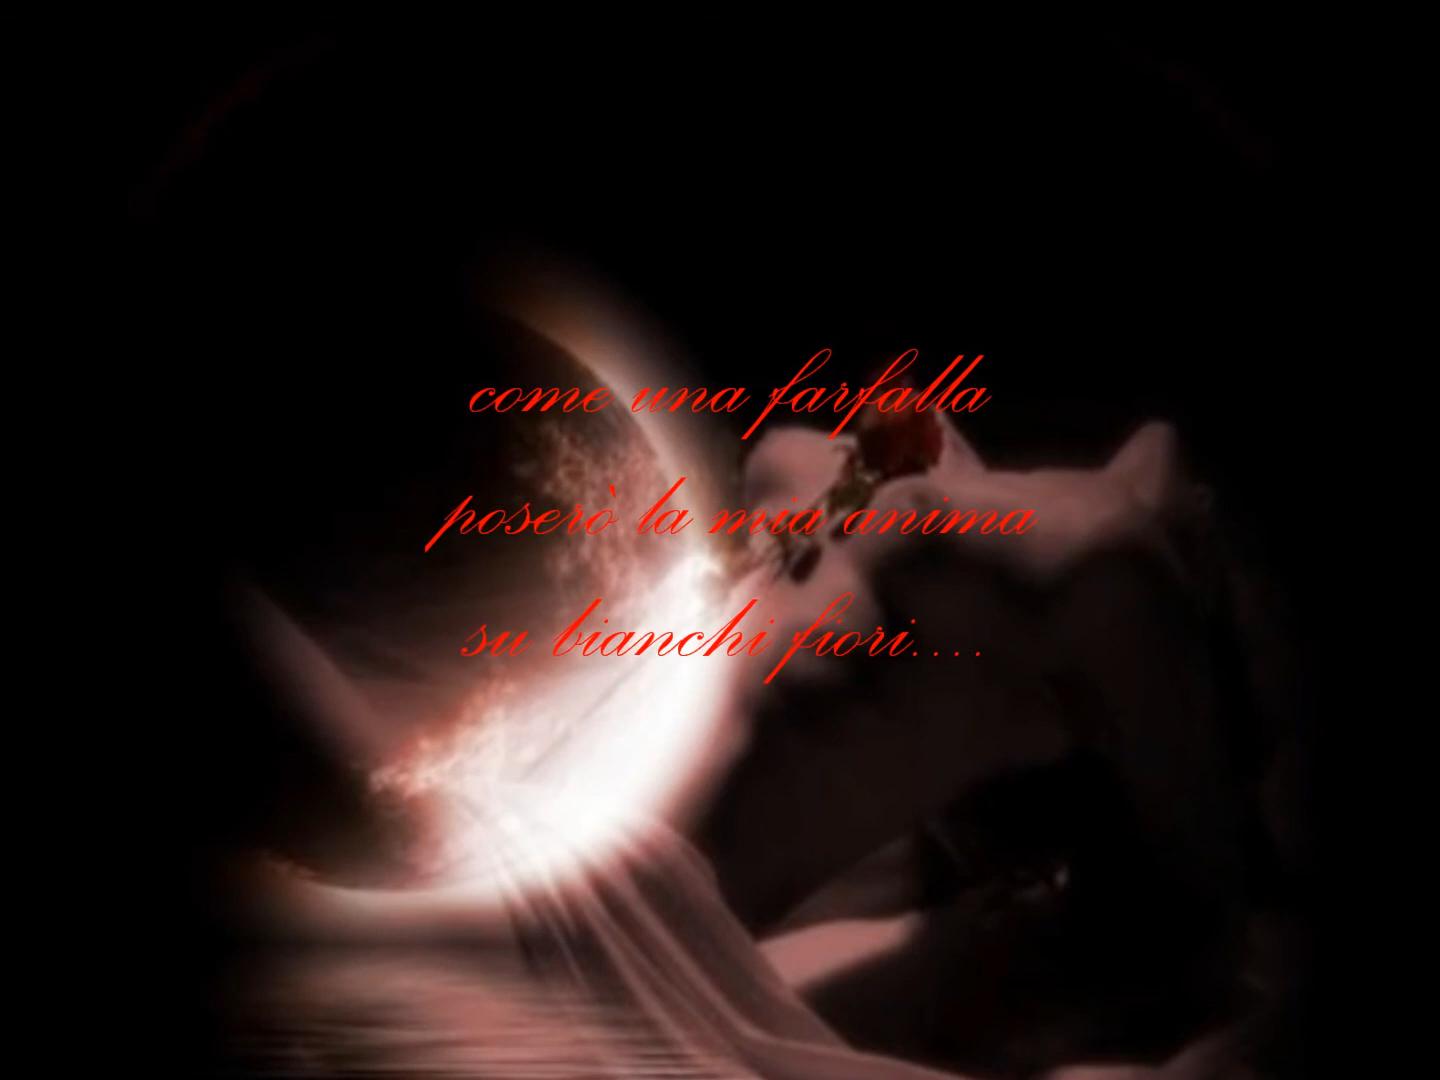 come una farfalla
poserò la mia anima
su bianchi fiori....